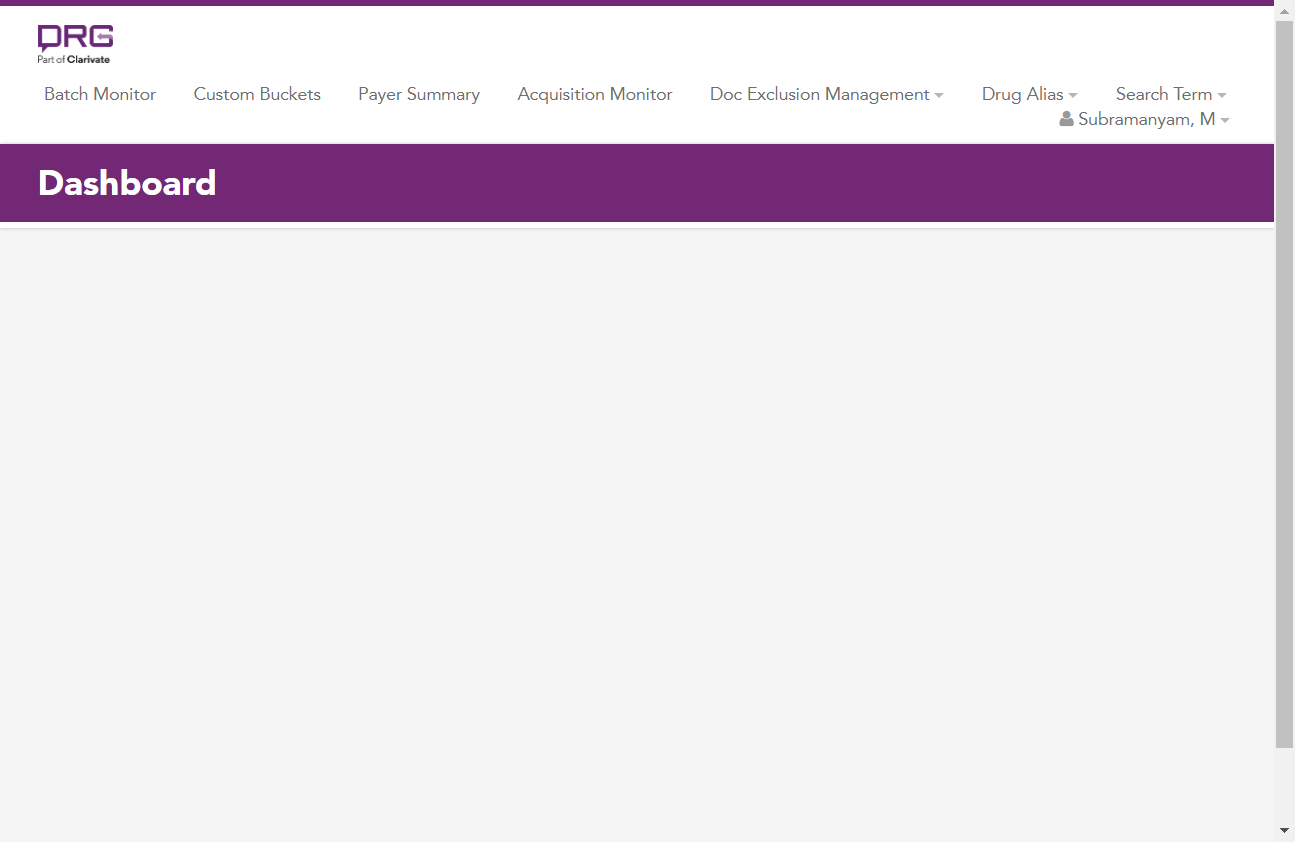 DRG
Part of Clarivate
Batch Monitor Custom Buckets Payer Summary Acquisition Monitor Doc Exclusion Management Drug Alias Search Term
Subramanyam, M
Dashboard